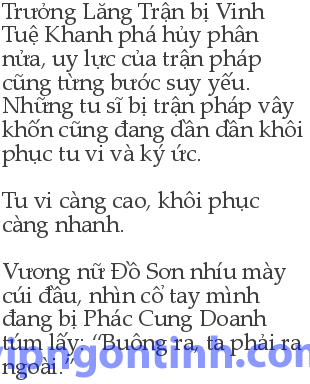 Trưởng Lăng Trận bị Vinh
Tuệ Khanh phá hủy phân
nửa, uy lực của trận pháp
cũng từng bước suy yếu.
Những tu sĩ bị trận pháp vây
khốn cũng đang dần dần khôi
phục tu vi và ký ức.

Tu vi càng cao, khôi phục
càng nhanh.

Vương nữ Đồ Sơn nhíu mày
cúi đầu, nhìn cổ tay mình
đang bị Phác Cung Doanh
túm lấy: “Buông ra, ta phải ra
ngoài.”
vipngontinh.com